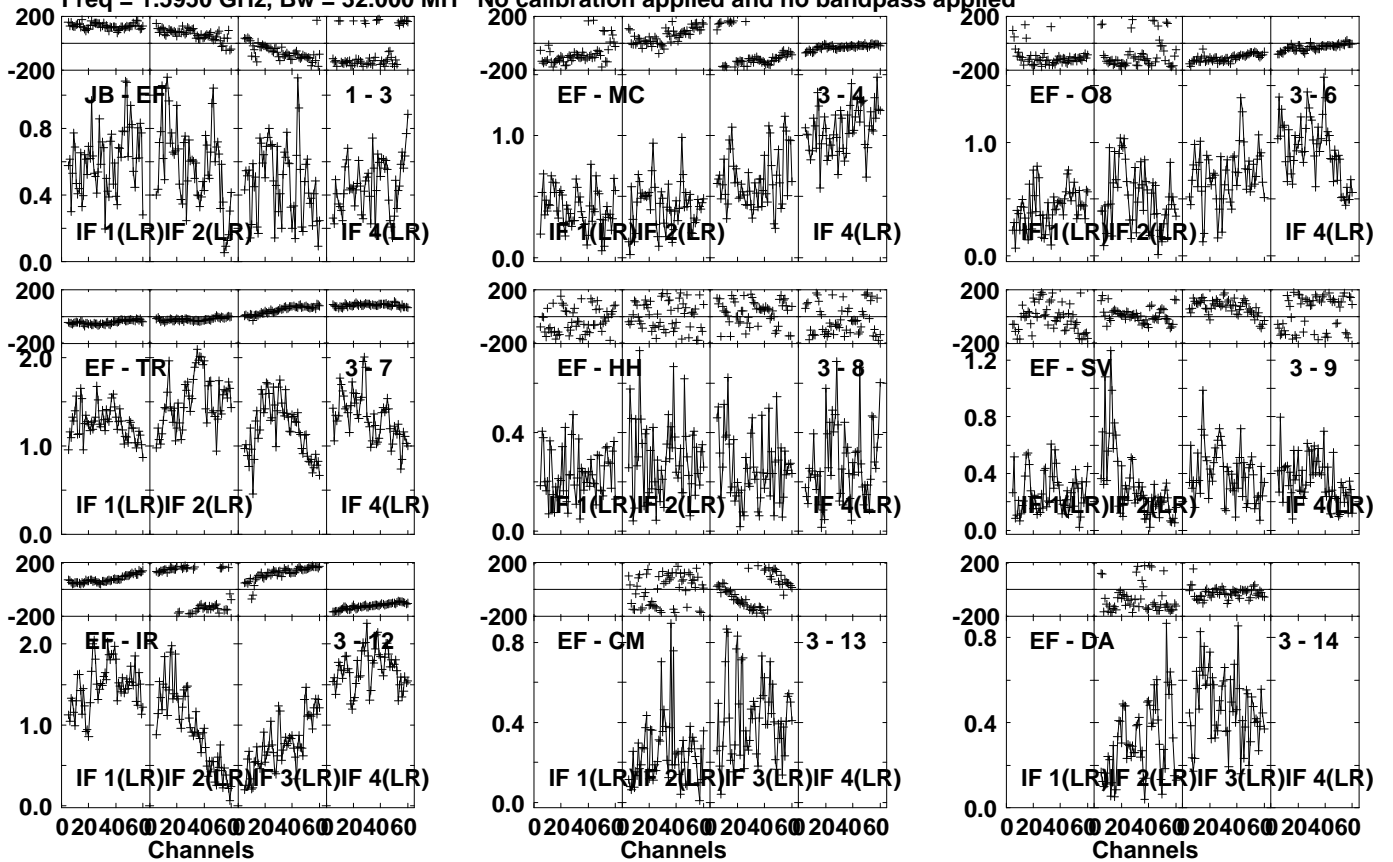 Freq = 1.5950 GHz, Bw = 32.000 MH No calibration applied and no bandpass applied
200 200 200
-200 -200 -200
JB - EF 1 - 3 EF - MC 3 - 4 EF - O8 3 - 6
0.8 1.0 1.0
0.4
IF 1(LR) IF 2(LR) IF 4(LR) IF 1(LR) IF 2(LR) IF 4(LR) IF 1(LR) IF 2(LR) IF 4(LR)
0.0 0.0 0.0
200 200 200
-200 -200 -200
2.0 1.2
EF - TR 3 - 7 EF - HH 3 - 8 EF - SV 3 - 9
0.8
1.0 0.4 0.4
IF 1(LR) IF 2(LR) IF 4(LR) IF 1(LR) IF 2(LR) IF 4(LR) IF 1(LR) IF 2(LR) IF 4(LR)
0.0 0.0 0.0
200 200 200
-200 -200 -200
EF - IR 3 - 12 EF - CM 3 - 13 EF - DA 3 - 14
2.0 0.8 0.8
1.0 0.4 0.4
IF 1(LR) IF 2(LR) IF 3(LR) IF 4(LR) IF 1(LR) IF 2(LR) IF 3(LR) IF 4(LR) IF 1(LR) IF 2(LR) IF 3(LR) IF 4(LR)
0.0 0.0 0.0
0 20 40 60 0 20 40 60 0 20 40 60 0 20 40 60 0 20 40 60 0 20 40 60 0 20 40 60 0 20 40 60 0 20 40 60 0 20 40 60 0 20 40 60 0 20 40 60
Channels Channels Channels